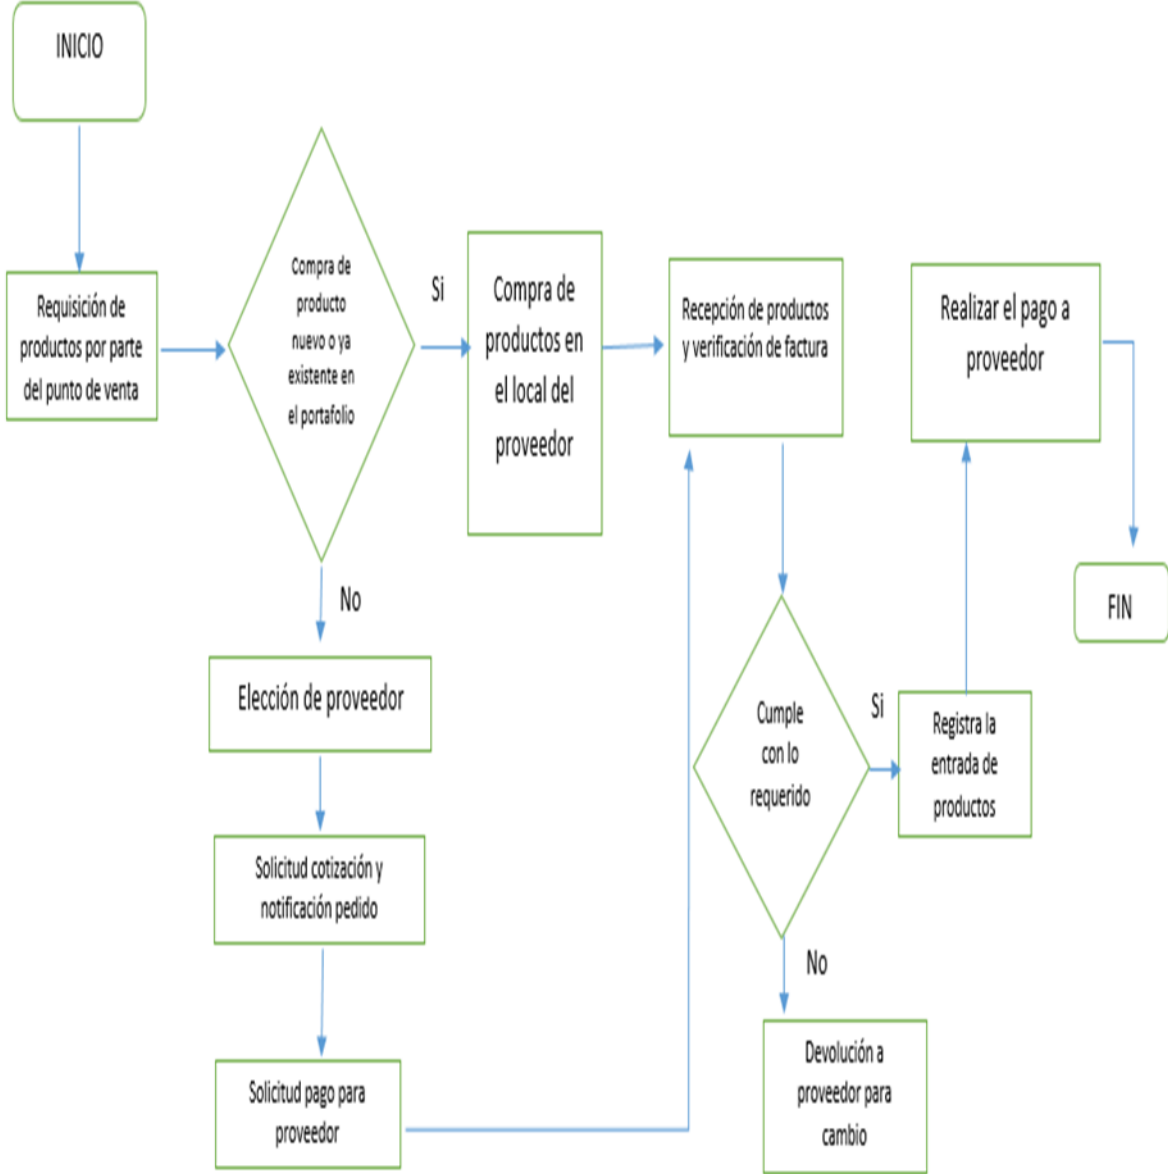 INICIO
Requisición de
productos por parte
del punto de venta
Compra de
producto
nuevo o ya
existente en
el portafolio
Si
Compra de
productos en
el local del
proveedor
Recepción de productos
y verificación de factura
Realizar el pago a
proveedor
FIN
No
Elección de proveedor
Solicitud cotización y
notificación pedido
Solicitud pago para
proveedor
Cumple
con lo
requerido
Si
Registra la
entrada de
productos
No
Devolución a
proveedor para
cambio